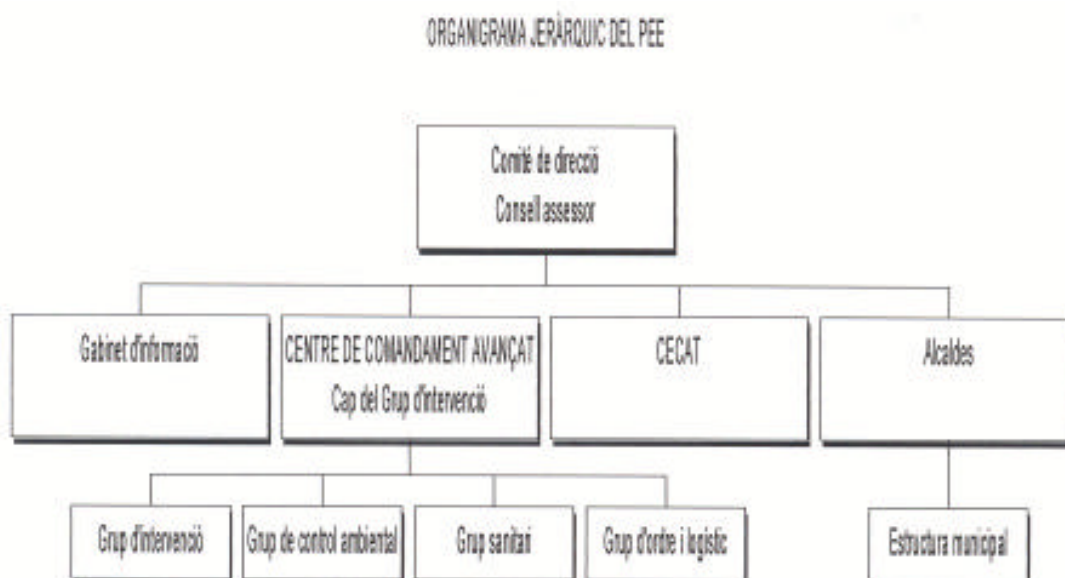 ORGANIGRAMA JERÀRQUIC DEL PEE
Comité de direcció
Consell assessor
Gabinet d'informació
CENTRE DE COMANDAMENT AVANÇAT
Cap del Grup d'intervenció
CECAT
Alcaldes
Grup d'intervenció
Grup de control ambiental
Grup sanitari
Grup d'ordre i logístic
Estructura municipal